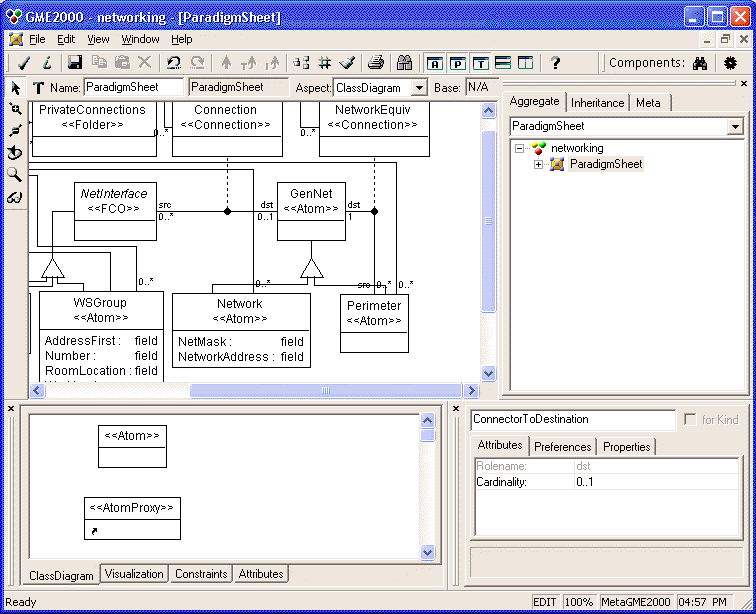 GME2000 - networking - [ParadigmSheet]
File Edit View Window Help
A P T
?
Components:
T Name: ParadigmSheet ParadigmSheet Aspect: ClassDiagram Base: N/A
PrivateConnections
<<Folder>>
0..*
Connection
<<Connection>>
0..*
NetworkEquiv
<<Connection>>
NetInterface
<<FCO>>
src
0..*
dst
0..1
GenNet
<<Atom>>
dst
1
0..*
0..*
src 0..* 0..*
WSGroup
<<Atom>>
AddressFirst : field
Number : field
RoomLocation : field
Network
<<Atom>>
NetMask : field
NetworkAddress : field
Perimeter
<<Atom>>
Aggregate Inheritance Meta
ParadigmSheet
networking
ParadigmSheet
<<Atom>>
<<AtomProxy>>
ClassDiagram Visualization Constraints Attributes
ConnectorToDestination for Kind
Attributes Preferences Properties
Rolename: dst
Cardinality: 0..1
Ready EDIT 100% MetaGME2000 04:57 PM